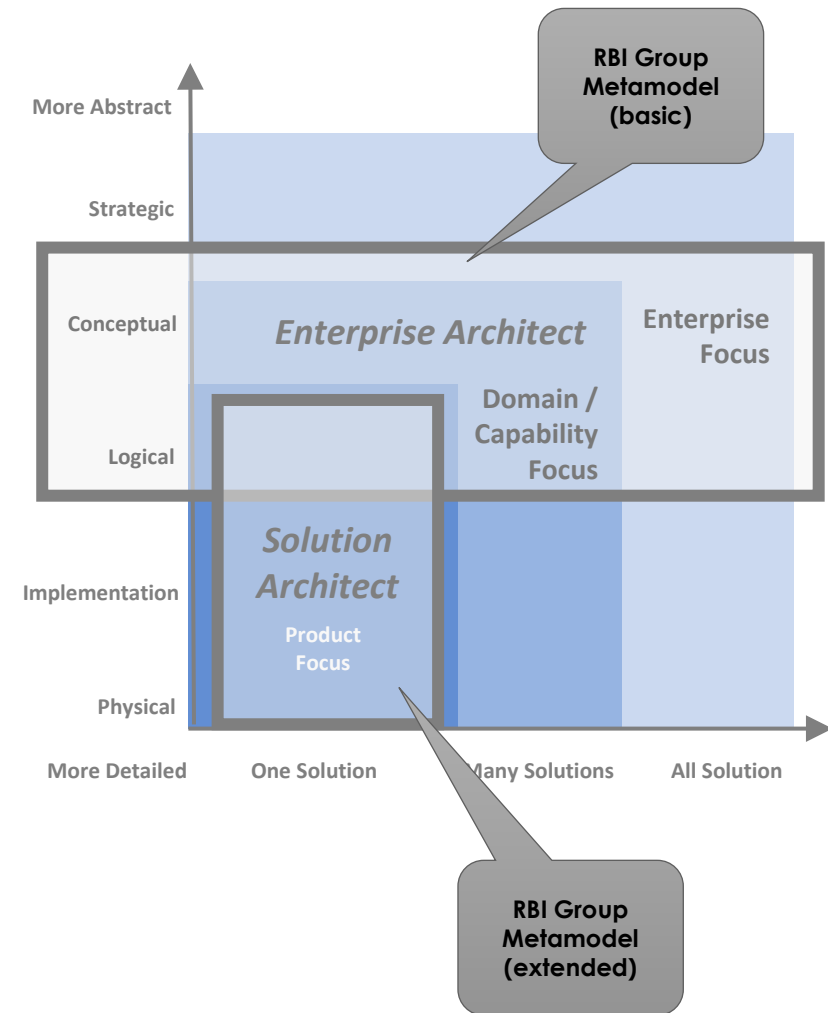 RBI Group
Metamodel
(basic)
More Abstract
Strategic
Conceptual
Enterprise Architect
Enterprise
Focus
Domain /
Capability
Focus
Logical
Solution
Architect
Implementation
Product
Focus
Physical
More Detailed
One Solution
Many Solutions
All Solution
RBI Group
Metamodel
(extended)